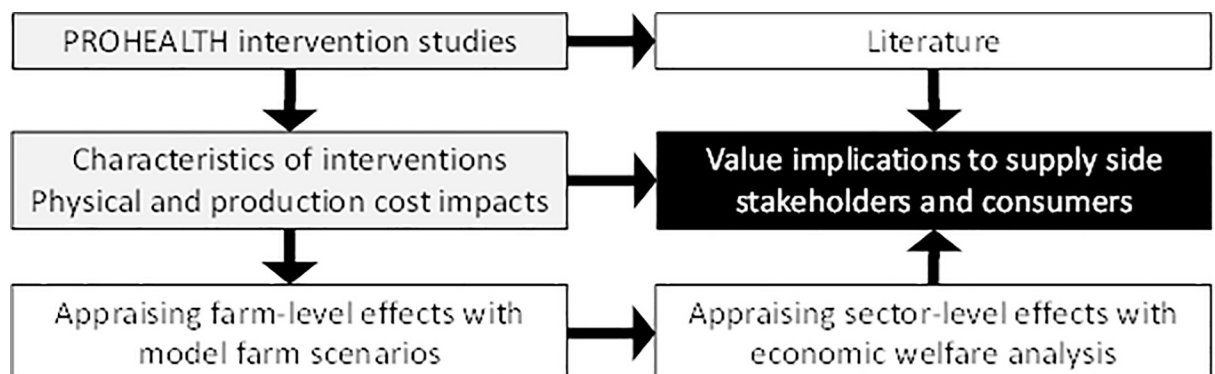 PROHEALTH intervention studies
Literature
Characteristics of interventions
Physical and production cost impacts
Value implications to supply side
stakeholders and consumers
Appraising farm-level effects with
model farm scenarios
Appraising sector-level effects with
economic welfare analysis